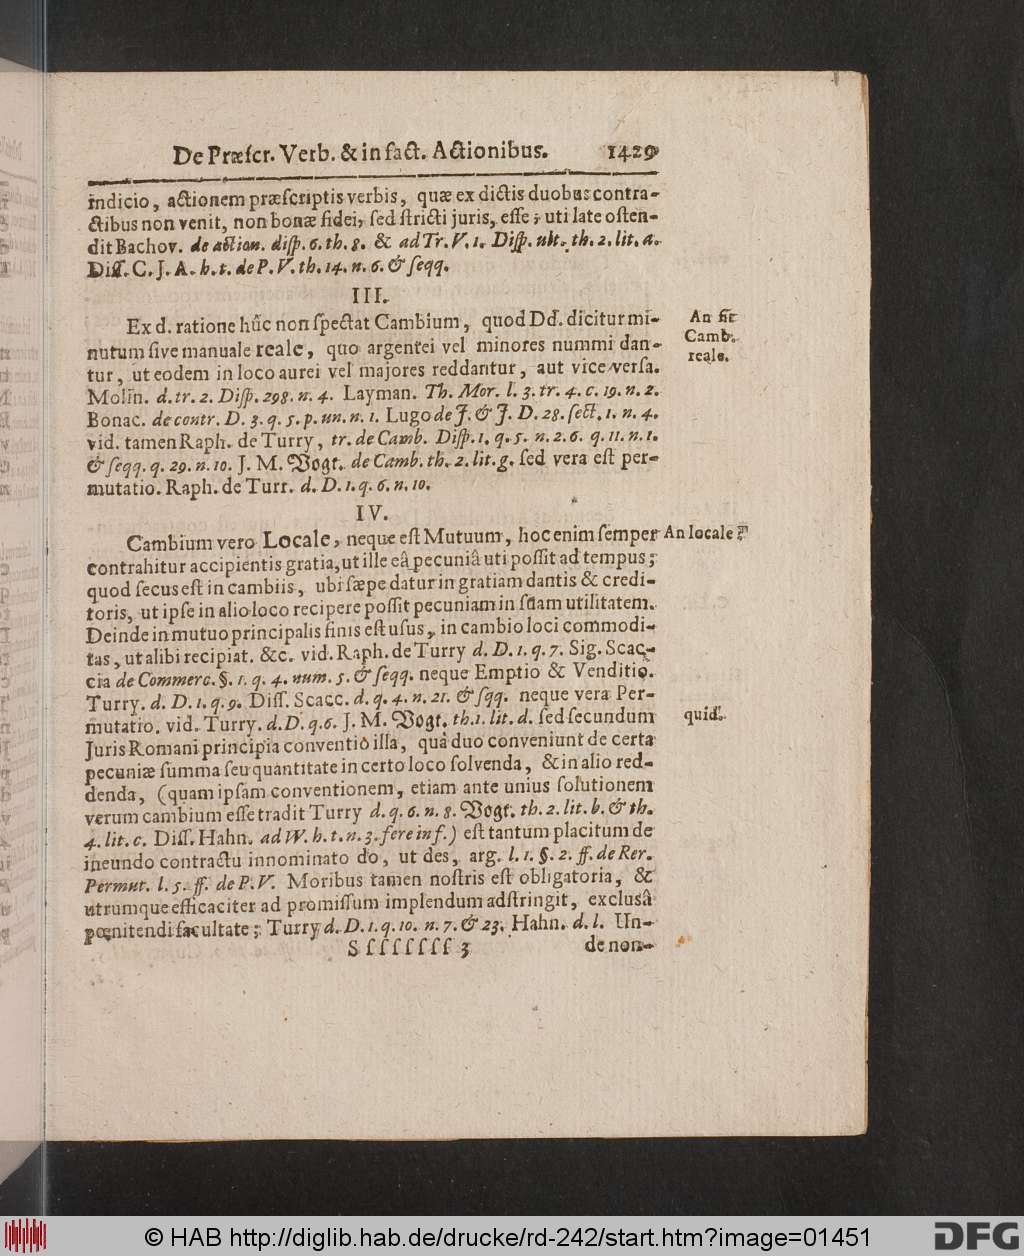 De Præſcr. Verb. & in fact. Actionibus. 1429
indicio, actionem præſcriptis verbis, quæ ex dictis duobus contra-
ctibus non venit, non bonæ fidei, ſed ſtricti juris, eſſe; uti late oſten-
dit Bachov. de action. diſp. 6. th. 8. & ad Tr. V. 1. Diſp. ult. th. 2. lit. a.
Diſſ. C. J. A. h. t. de P. V. th. 14. n. 6. & ſeqq.
III.
Ex d. ratione hûc non ſpectat Cambium, quod Dd. dicitur mi-
An ſit
nutum ſive manuale reale, quo argentei vel minores nummi dan-
Camb.
tur, ut eodem in loco aurei vel majores reddantur, aut vice verſa.
reale.
Molin. d. tr. 2. Diſp. 298. n. 4. Layman. Th. Mor. l. 3. tr. 4. c. 19. n. 2.
Bonac. de contr. D. 3. q. 5. p. un. n. 1. Lugo de J. & J. D. 28. ſect. 1. n. 4.
vid. tamen Raph. de Turry, tr. de Camb. Diſp. 1. q. 5. n. 2. 6. q. 11. n. 1.
& ſeqq. q. 29. n. 10. J. M. Vogt. de Camb. th. 2. lit. g. ſed vera eſt per-
mutatio. Raph. de Turr. d. D. 1. q. 6. n. 10.
IV.
Cambium vero Locale, neque eſt Mutuum, hoc enim ſemper An locale?
contrahitur accipientis gratia, ut ille eâ pecuniâ uti poſſit ad tempus;
quod ſecus eſt in cambiis, ubi ſæpe datur in gratiam dantis & credi-
toris, ut ipſe in alio loco recipere poſſit pecuniam in ſuam utilitatem.
Deinde in mutuo principalis finis eſt uſus, in cambio loci commodi-
tas, ut alibi recipiat. &c. vid. Raph. de Turry d. D. 1. q. 7. Sig. Scac-
cia de Commerc. §. 1. q. 4. num. 5. & ſeqq. neque Emptio & Venditio.
Turry. d. D. 1. q. 9. Diſſ. Scacc. d. q. 4. n. 21. & ſqq. neque vera Per-
mutatio. vid. Turry. d. D. q. 6. J. M. Vogt. th. 1. lit. d. ſed ſecundum
quid.
Juris Romani principia conventio illa, quâ duo conveniunt de certa
pecuniæ ſumma ſeu quantitate in certo loco ſolvenda, & in alio red-
denda, (quam ipſam conventionem, etiam ante unius ſolutionem
verum cambium eſſe tradit Turry d. q. 6. n. 8. Vogt. th. 2. lit. b. & th.
4. lit. c. Diſſ. Hahn. ad W. h. t. n. 3. fere inf.) eſt tantum placitum de
ineundo contractu innominato do, ut des, arg. l. 1. §. 2. ff. de Rer.
Permut. l. 5. ff. de P. V. Moribus tamen noſtris eſt obligatoria, &
utrumque efficaciter ad promiſſum implendum adſtringit, exclusâ
pœnitendi facultate; Turry d. D. 1. q. 10. n. 7. & 23. Hahn. d. l. Un-
S ſ ſ ſ ſ ſ ſ ſ 3 de non-
© HAB http://diglib.hab.de/drucke/rd-242/start.htm?image=01451
DFG